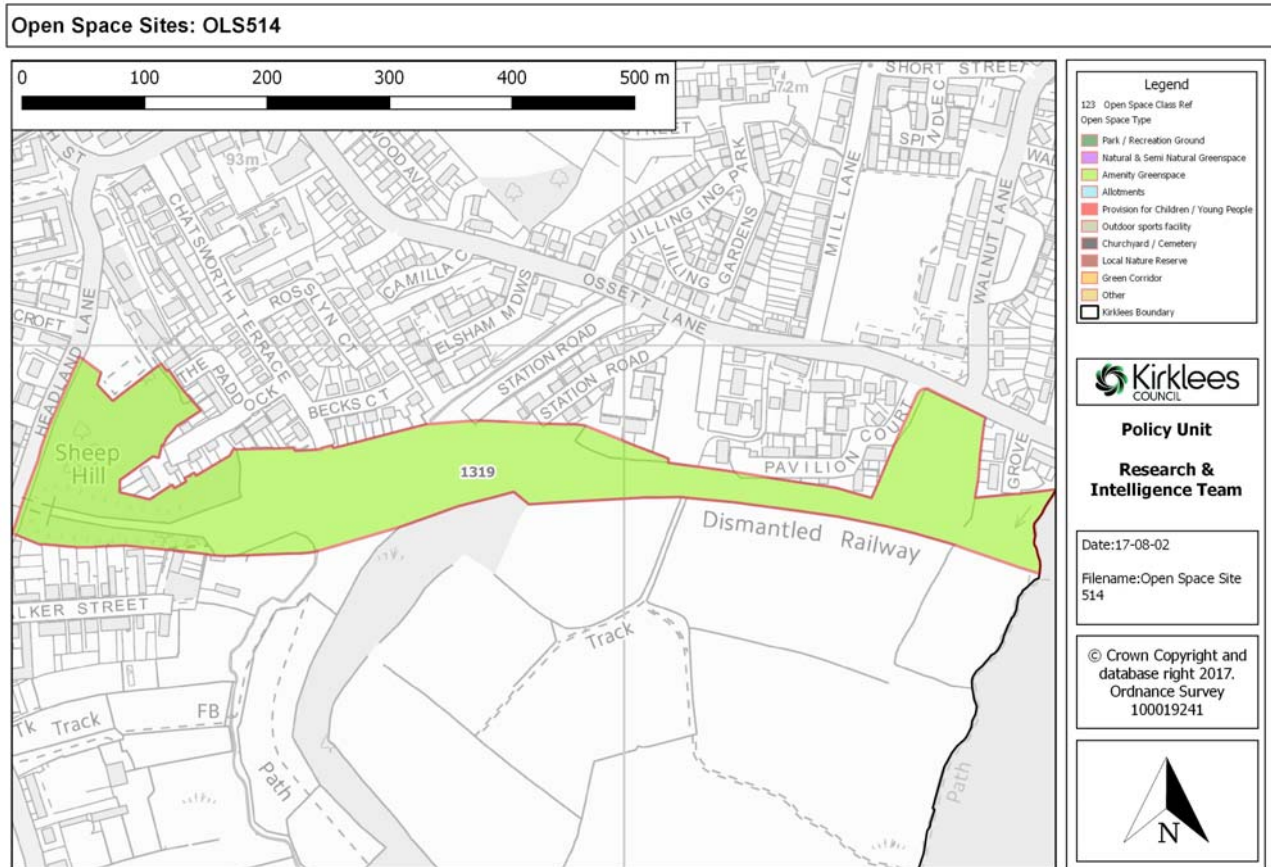 Open Space Sites: OLS514
0 100 200 300 400 500 m
SHORT STREET
72m
STREET
SPINDLE C
93m
WOOD AV
H ST
MILL LANE
WALNUT LANE
JILLING ING PARK
JILLING GARDENS
CHATSWORTH TERRACE
CAMILLA C
ROSSLYN CT
OSSETT LANE
ELSHAM MDWS
CROFT
HEADLAND LANE
STATION ROAD
STATION ROAD
THE PADDOCK
BECKS CT
Sheep
Hill
1319
PAVILION COURT
GROVE
Dismantled Railway
LKER STREET
Track
FB
Tk Track
Path
Path
Legend
123 Open Space Class Ref
Open Space Type
Park / Recreation Ground
Natural & Semi Natural Greenspace
Amenity Greenspace
Allotments
Provision for Children / Young People
Outdoor sports facility
Churchyard / Cemetery
Local Nature Reserve
Green Corridor
Other
Kirklees Boundary
Kirklees
COUNCIL
Policy Unit
Research &
Intelligence Team
Date:17-08-02
Filename:Open Space Site
514
© Crown Copyright and
database right 2017.
Ordnance Survey
100019241
N